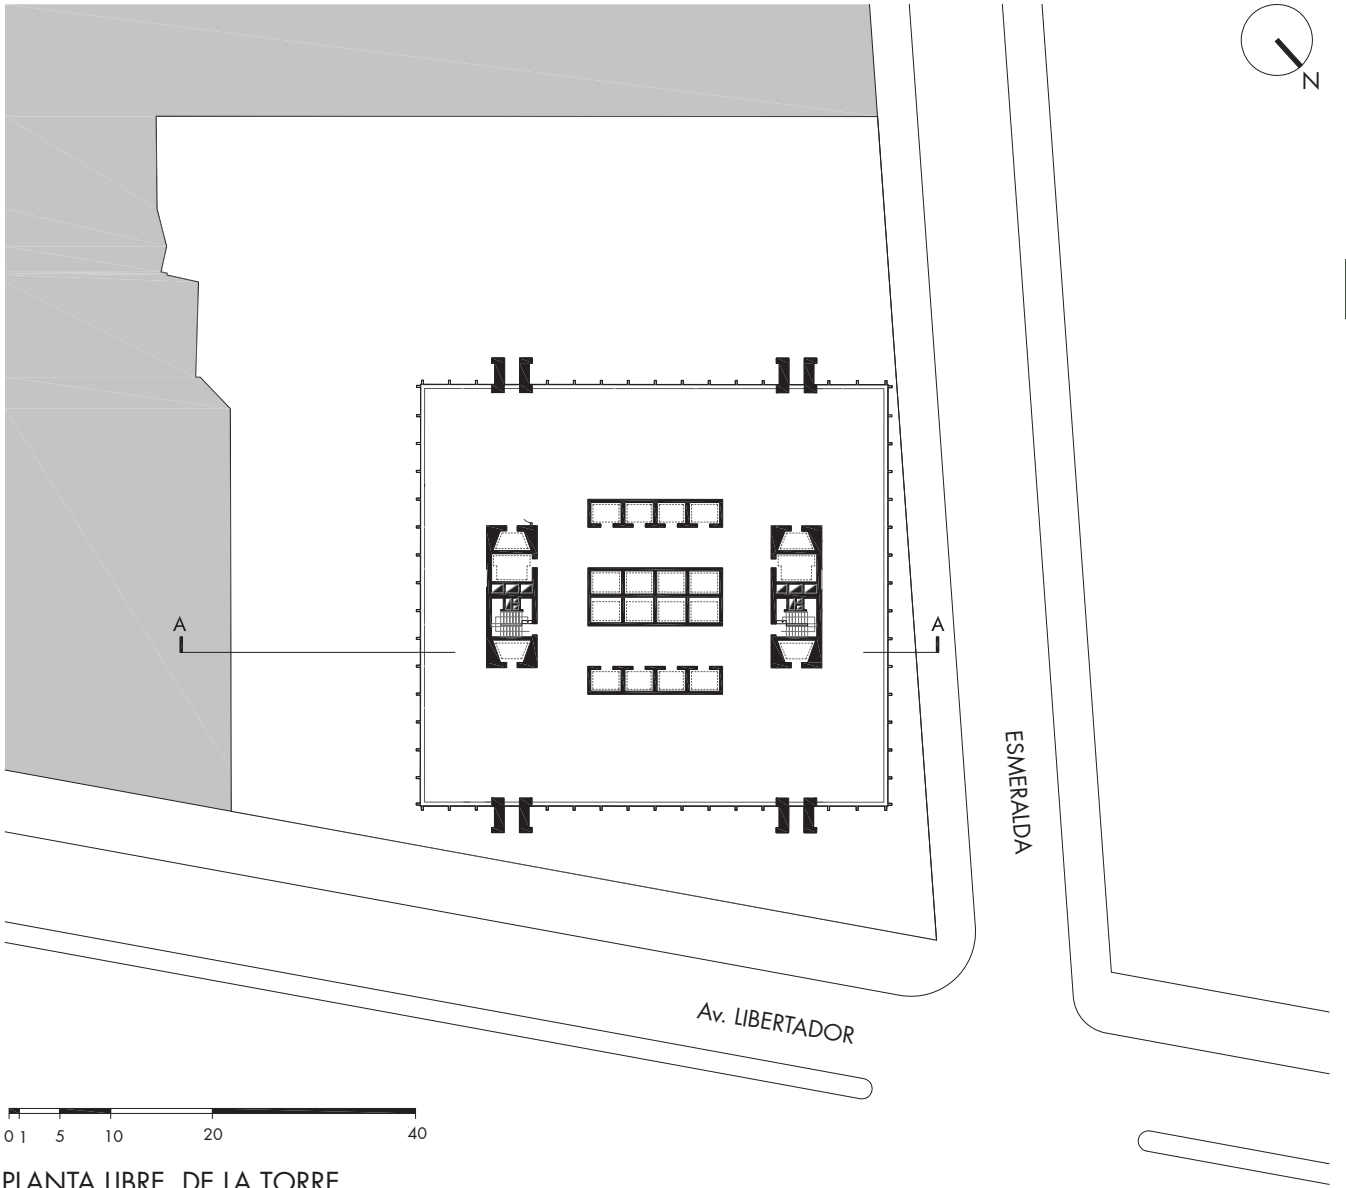 N
A
A
ESMERALDA
Av. LIBERTADOR
0 1 5 10 20 40
PLANTA LIBRE DE LA TORRE